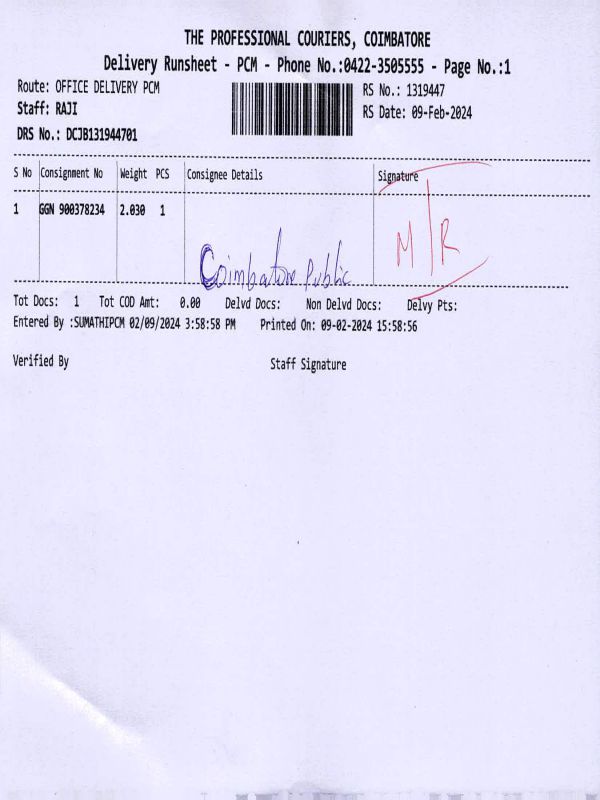 THE PROFESSIONAL COURIERS, COIMBATORE
Delivery Runsheet - PCM - Phone No.:0422-3505555 - Page No.:1
Route: OFFICE DELIVERY PCM RS No.: 1319447
Staff: RAJI RS Date: 09-Feb-2024
DRS No.: DCJB131944701
S No Consignment No Weight PCS Consignee Details Signature
1 GGN 900378234 2.030 1 M|R
Coimbatore Public
Tot Docs: 1 Tot COD Amt: 0.00 Delvd Docs: Non Delvd Docs: Delvy Pts:
Entered By :SUMATHIPCM 02/09/2024 3:58:58 PM Printed On: 09-02-2024 15:58:56
Verified By Staff Signature